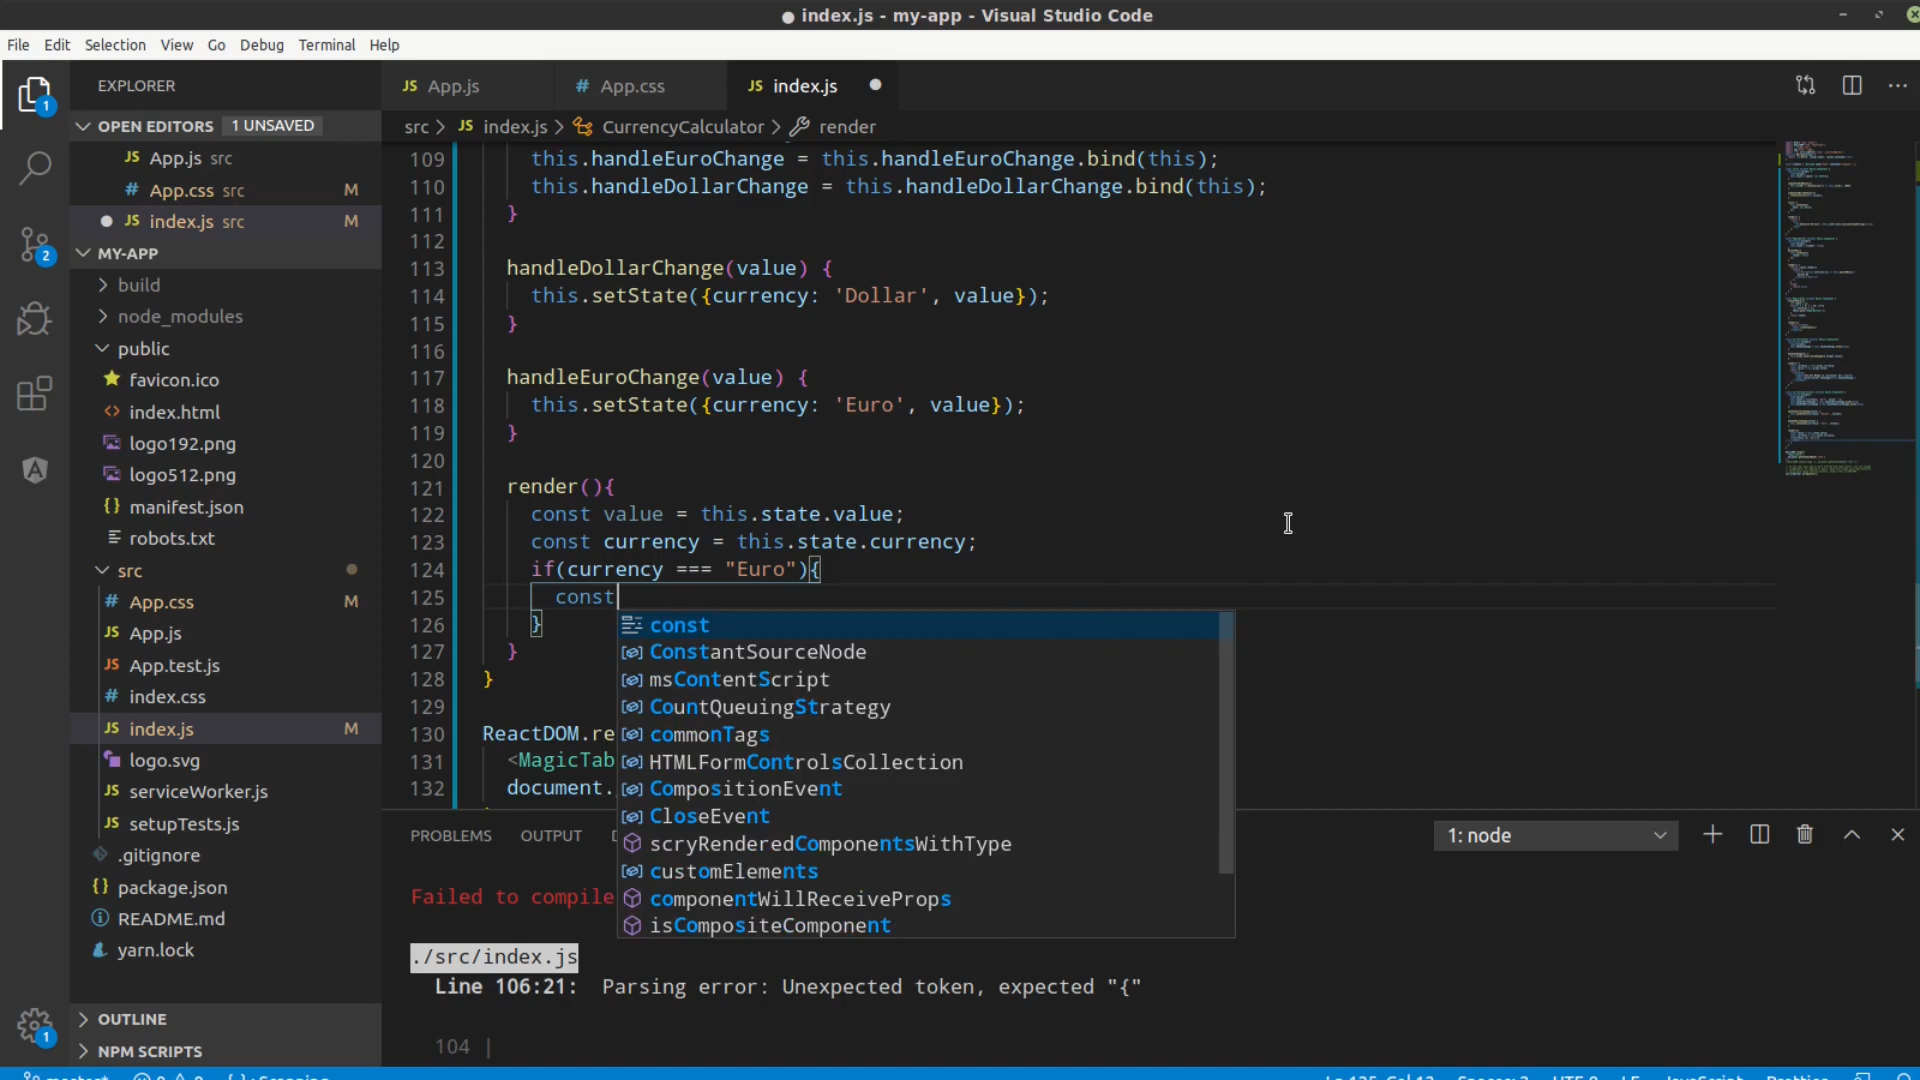 index.js - my-app - Visual Studio Code
File Edit Selection View Go Debug Terminal Help
EXPLORER
OPEN EDITORS 1 UNSAVED
JS App.js src
# App.css src M
JS index.js src M
MY-APP
build
node_modules
public
favicon.ico
<> index.html
logo192.png
logo512.png
{} manifest.json
robots.txt
src
# App.css M
JS App.js
JS App.test.js
# index.css
JS index.js M
logo.svg
JS serviceWorker.js
JS setupTests.js
.gitignore
{} package.json
README.md
yarn.lock
OUTLINE
NPM SCRIPTS
1
2
1
JS App.js # App.css JS index.js
src > JS index.js > CurrencyCalculator > render
109 this.handleEuroChange = this.handleEuroChange.bind(this);
110 this.handleDollarChange = this.handleDollarChange.bind(this);
111 }
112
113 handleDollarChange(value) {
114 this.setState({currency: 'Dollar', value});
115 }
116
117 handleEuroChange(value) {
118 this.setState({currency: 'Euro', value});
119 }
120
121 render(){
122 const value = this.state.value;
123 const currency = this.state.currency;
124 if(currency === "Euro"){
125 const
126 }
127 }
128 }
129
130 ReactDOM.re
131 <MagicTab
132 document.
const
ConstantSourceNode
msContentScript
CountQueuingStrategy
commonTags
HTMLFormControlsCollection
CompositionEvent
CloseEvent
scryRenderedComponentsWithType
customElements
componentWillReceiveProps
isCompositeComponent
PROBLEMS OUTPUT
1: node
Failed to compile
./src/index.js
Line 106:21: Parsing error: Unexpected token, expected "{"
104 |